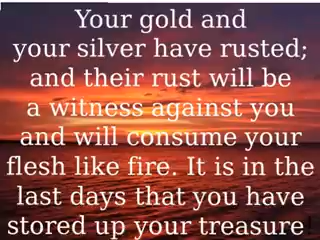 Your gold and
your silver have rusted;
and their rust will be
a witness against you
and will consume your
flesh like fire. It is in the
last days that you have
stored up your treasure!